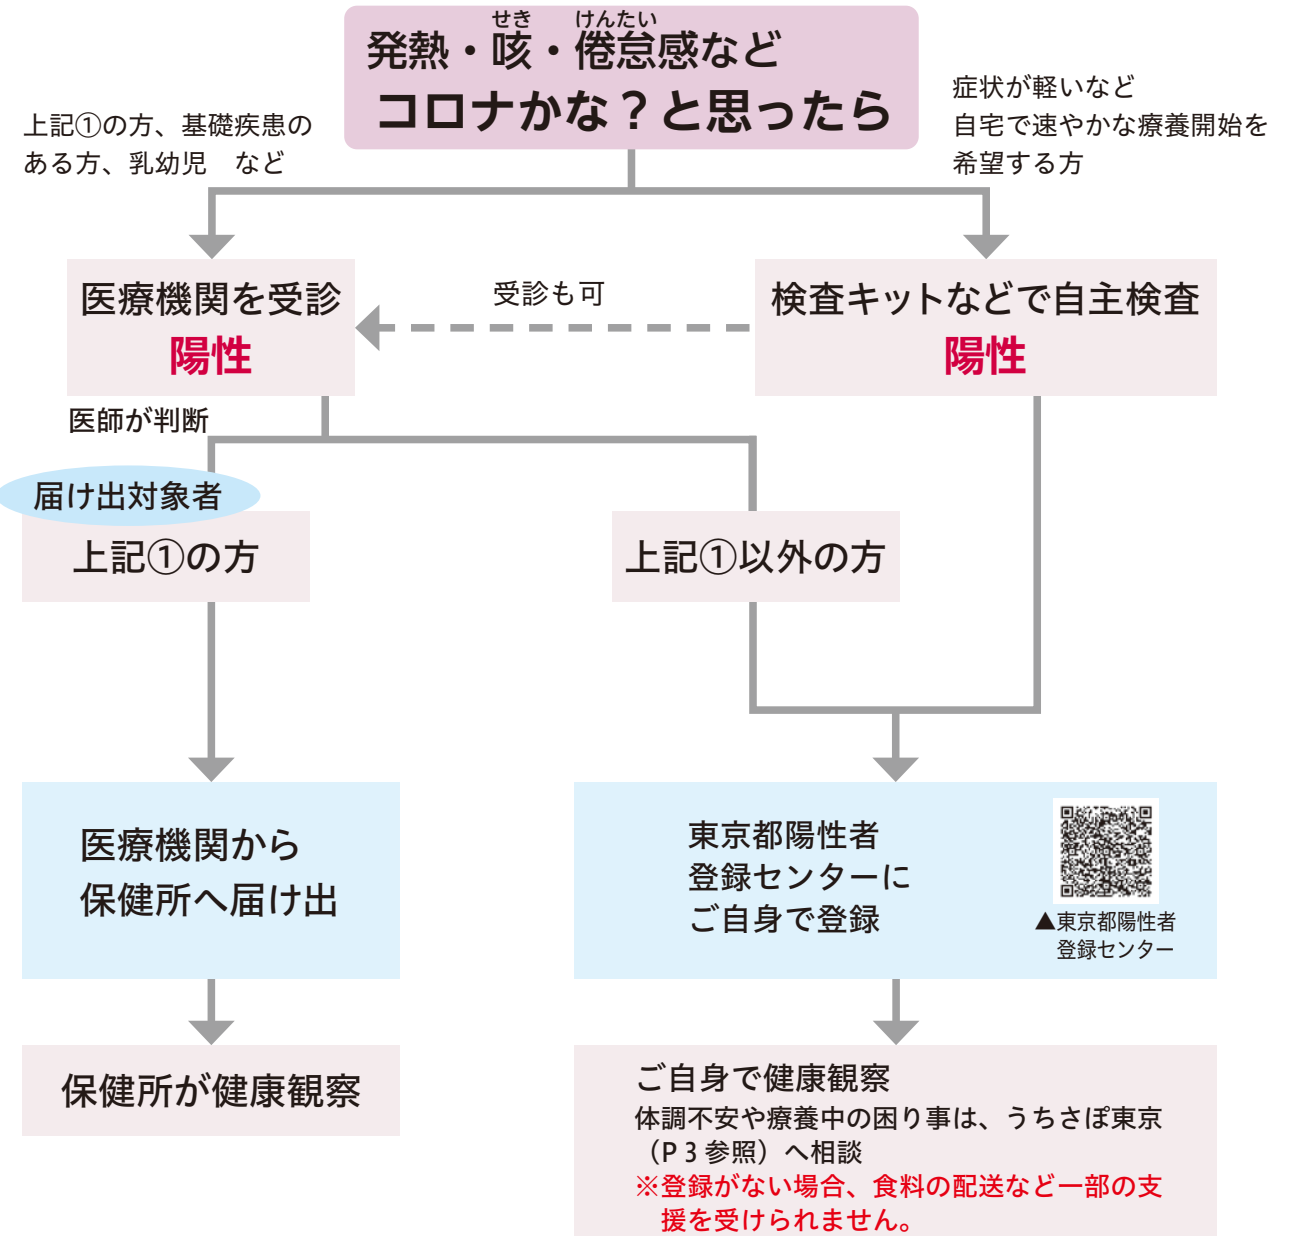 せき けんたい
発熱・咳・倦怠感など
コロナかな？と思ったら
上記①の方、基礎疾患の
ある方、乳幼児　など
症状が軽いなど
自宅で速やかな療養開始を
希望する方
医療機関を受診
陽性
受診も可
検査キットなどで自主検査
陽性
医師が判断
届け出対象者
上記①の方
上記①以外の方
医療機関から
保健所へ届け出
東京都陽性者
登録センターに
ご自身で登録
▲東京都陽性者
登録センター
保健所が健康観察
ご自身で健康観察
体調不安や療養中の困り事は、うちさぽ東京
（P 3 参照）へ相談
※登録がない場合、食料の配送など一部の支
援を受けられません。